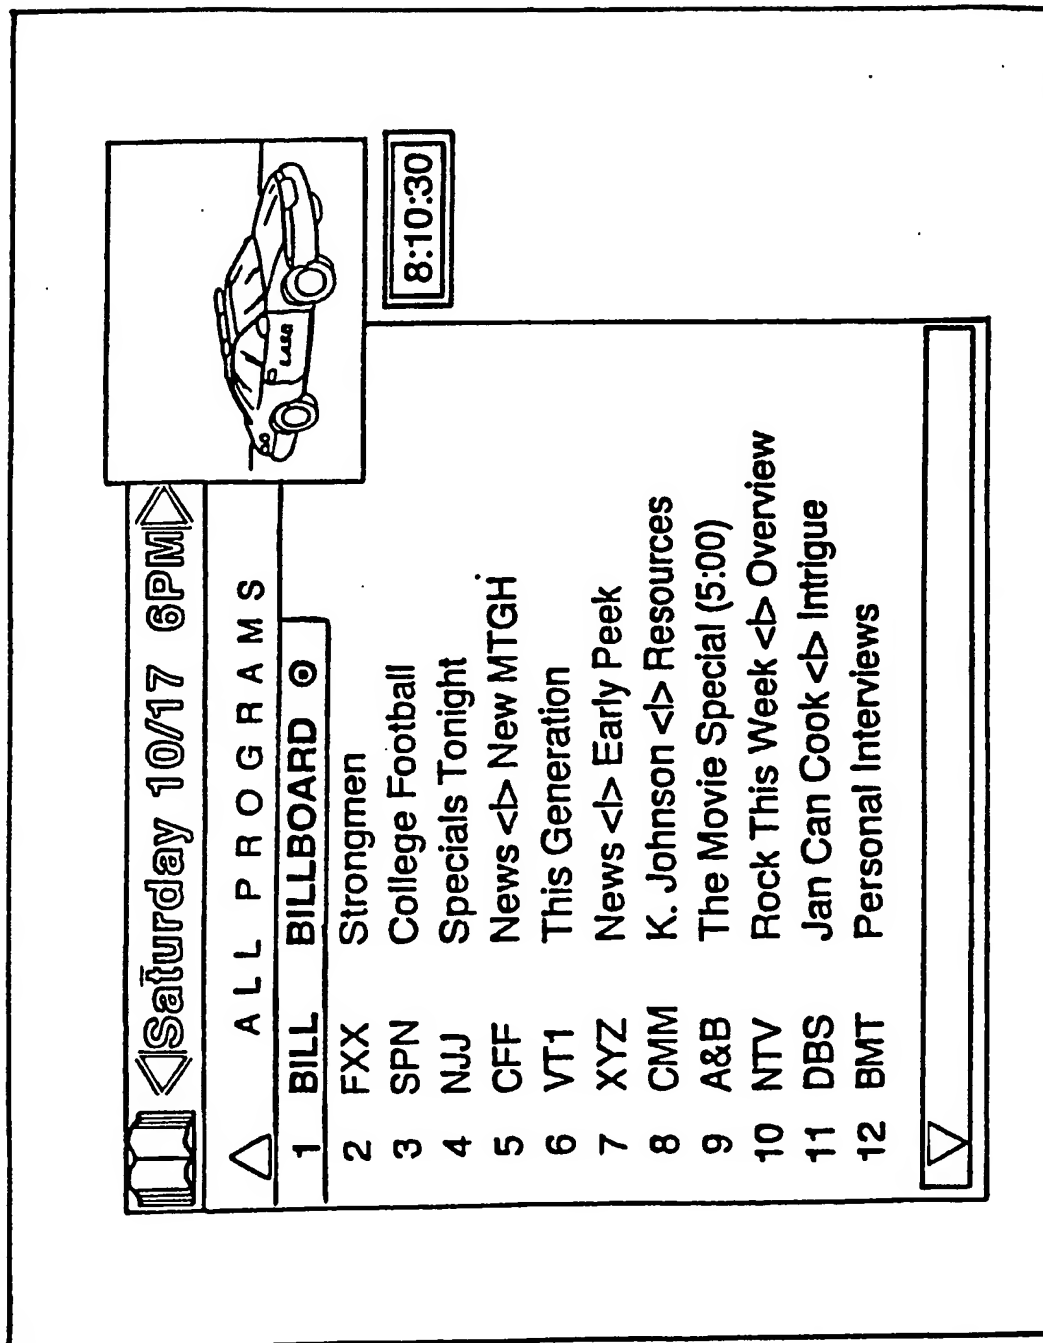 Saturday 10/17 6PM
ALL PROGRAMS
1 BILL BILLBOARD
2 FXX Strongmen
3 SPN College Football
4 NJJ Specials Tonight
5 CFF News <I> New MTGH
6 VT1 This Generation
7 XYZ News <I> Early Peek
8 CMM K. Johnson <I> Resources
9 A&B The Movie Special (5:00)
10 NTV Rock This Week <I> Overview
11 DBS Jan Can Cook <I> Intrigue
12 BMT Personal Interviews
8:10:30